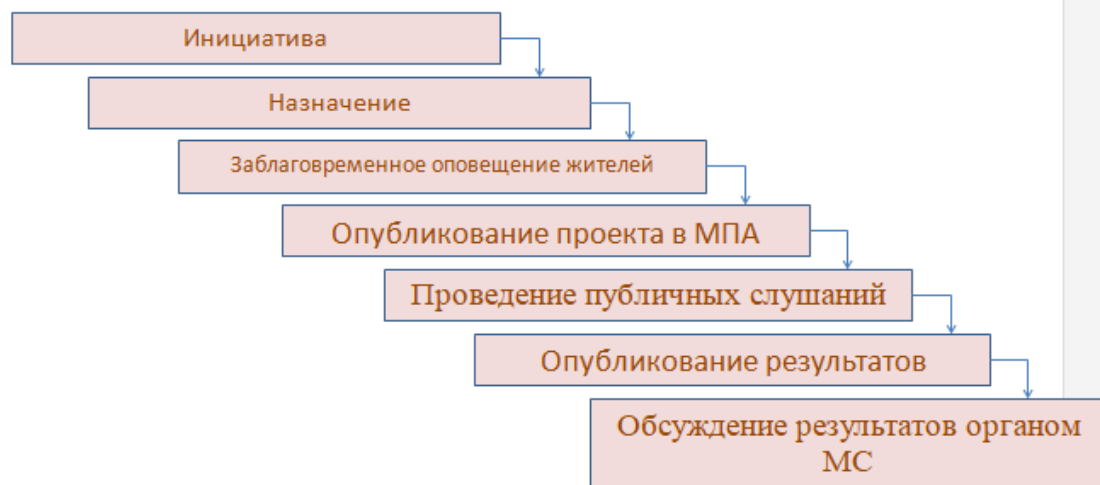 Инициатива
Назначение
Заблаговременное оповещение жителей
Опубликование проекта в МПА
Проведение публичных слушаний
Опубликование результатов
Обсуждение результатов органом
МС